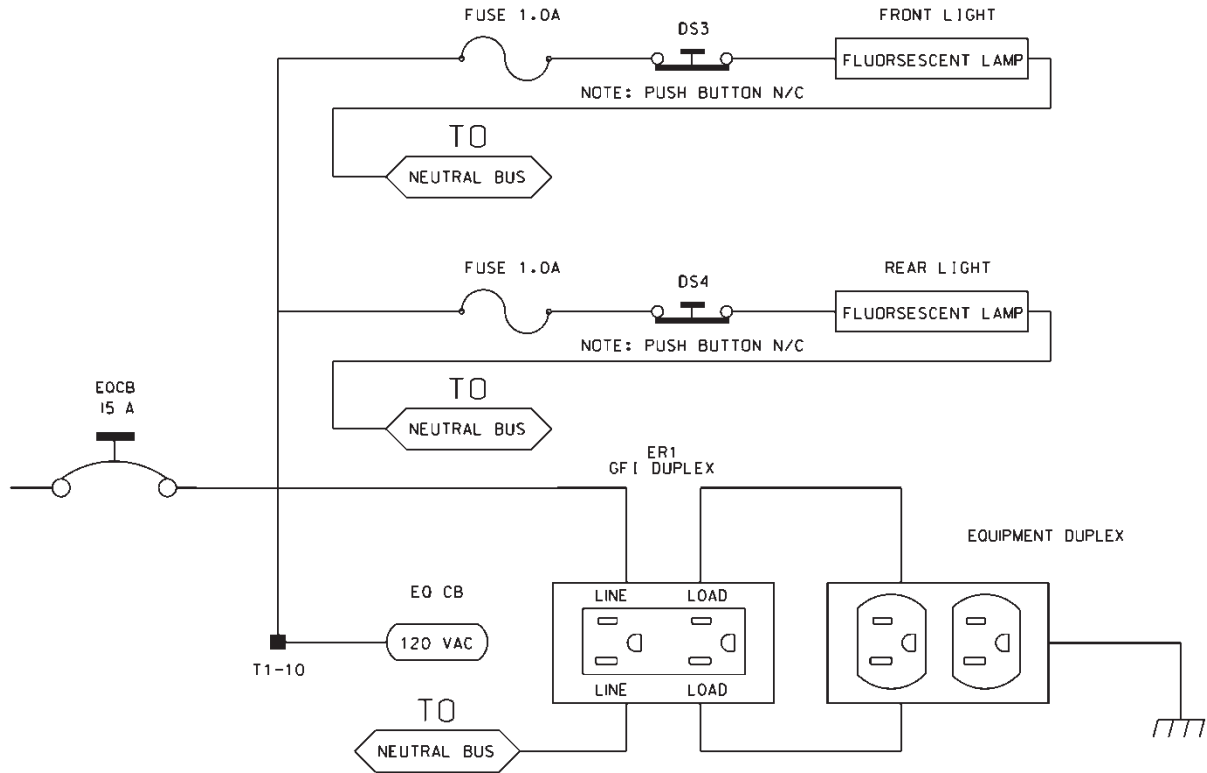 FUSE 1.0A
DS3
FRONT LIGHT
FLUORSESCENT LAMP
NOTE: PUSH BUTTON N/C
TO
NEUTRAL BUS
FUSE 1.0A
DS4
REAR LIGHT
FLUORSESCENT LAMP
NOTE: PUSH BUTTON N/C
TO
NEUTRAL BUS
EQCB
15 A
ER1
GFI DUPLEX
EQUIPMENT DUPLEX
EQ CB
120 VAC
T1-10
LINE LOAD
LINE LOAD
TO
NEUTRAL BUS